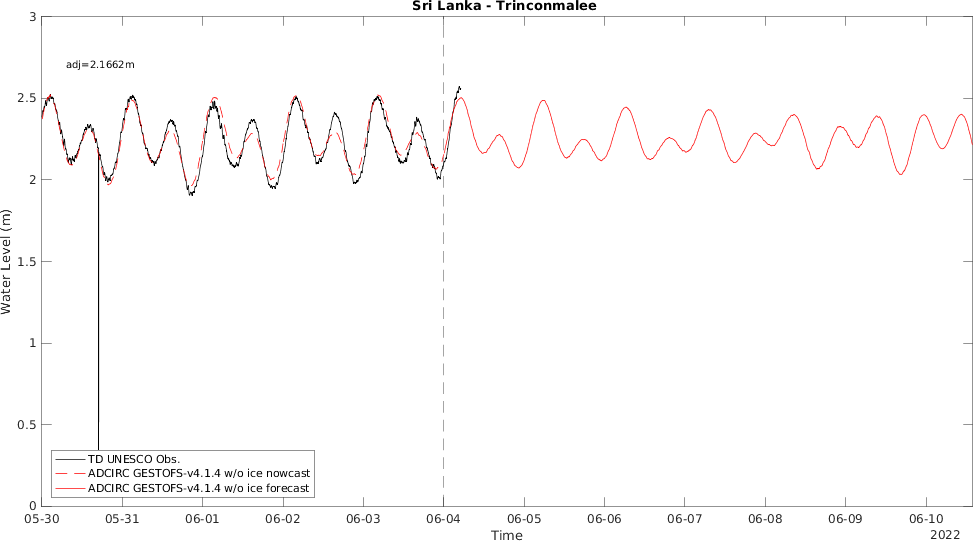 Sri Lanka - Trinconmalee
3
adj=2.1662m
2.5
2
1.5
1
0.5
0
Water Level (m)
TD UNESCO Obs.
ADCIRC GESTOFS-v4.1.4 w/o ice nowcast
ADCIRC GESTOFS-v4.1.4 w/o ice forecast
05-30 05-31 06-01 06-02 06-03 06-04 06-05 06-06 06-07 06-08 06-09 06-10
Time
2022